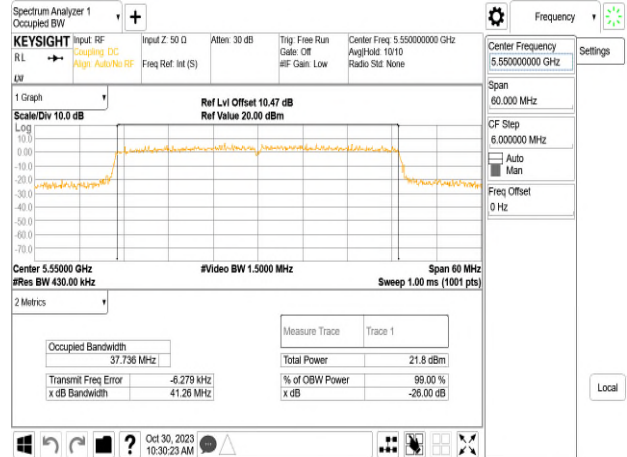 Spectrum Analyzer 1
Occupied BW
+
Frequency
KEYSIGHT
RL
Input: RF
Coupling: DC
Align: Auto/No RF
Input Z: 50 Ω
Freq Ref: Int (S)
Atten: 30 dB
Trig: Free Run
Gate: Off
#IF Gain: Low
Center Freq: 5.550000000 GHz
Avg|Hold: 10/10
Radio Std: None
Center Frequency
5.550000000 GHz
Settings
Span
60.000 MHz
CF Step
6.000000 MHz
Auto
Man
Freq Offset
0 Hz
Local
1 Graph
Scale/Div 10.0 dB
Ref Lvl Offset 10.47 dB
Ref Value 20.00 dBm
Log
10.0
0.00
-10.0
-20.0
-30.0
-40.0
-50.0
-60.0
-70.0
Center 5.55000 GHz
#Video BW 1.5000 MHz
Span 60 MHz
#Res BW 430.00 kHz
Sweep 1.00 ms (1001 pts)
2 Metrics
Measure Trace
Trace 1
Occupied Bandwidth
37.736 MHz
Total Power
21.8 dBm
Transmit Freq Error
-6.279 kHz
% of OBW Power
99.00 %
x dB Bandwidth
41.26 MHz
x dB
-26.00 dB
?
Oct 30, 2023
10:30:23 AM